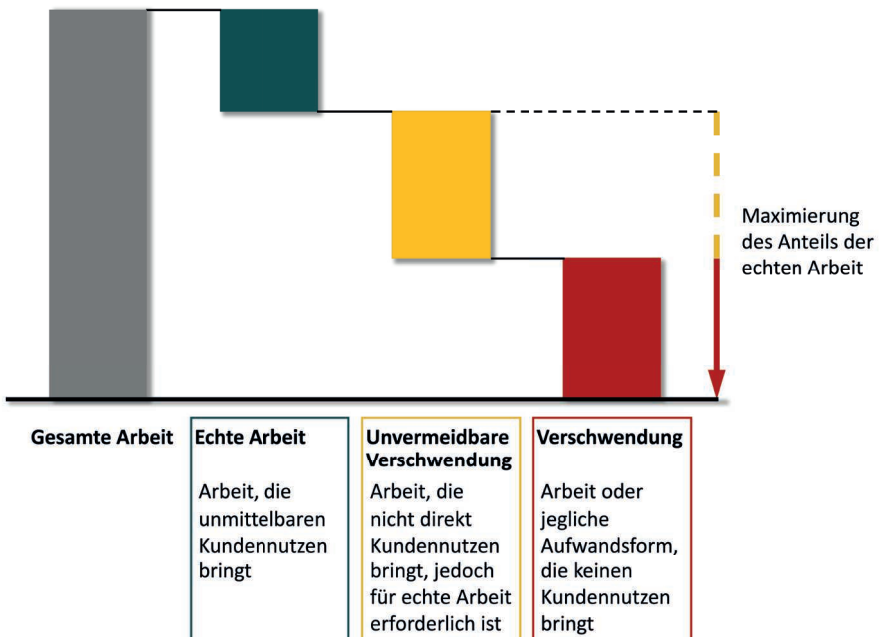 Maximierung
des Anteils der
echten Arbeit
Gesamte Arbeit
Echte Arbeit
Arbeit, die
unmittelbaren
Kundennutzen
bringt
Unvermeidbare
Verschwendung
Arbeit, die
nicht direkt
Kundennutzen
bringt, jedoch
für echte Arbeit
erforderlich ist
Verschwendung
Arbeit oder
jegliche
Aufwandsform,
die keinen
Kundennutzen
bringt